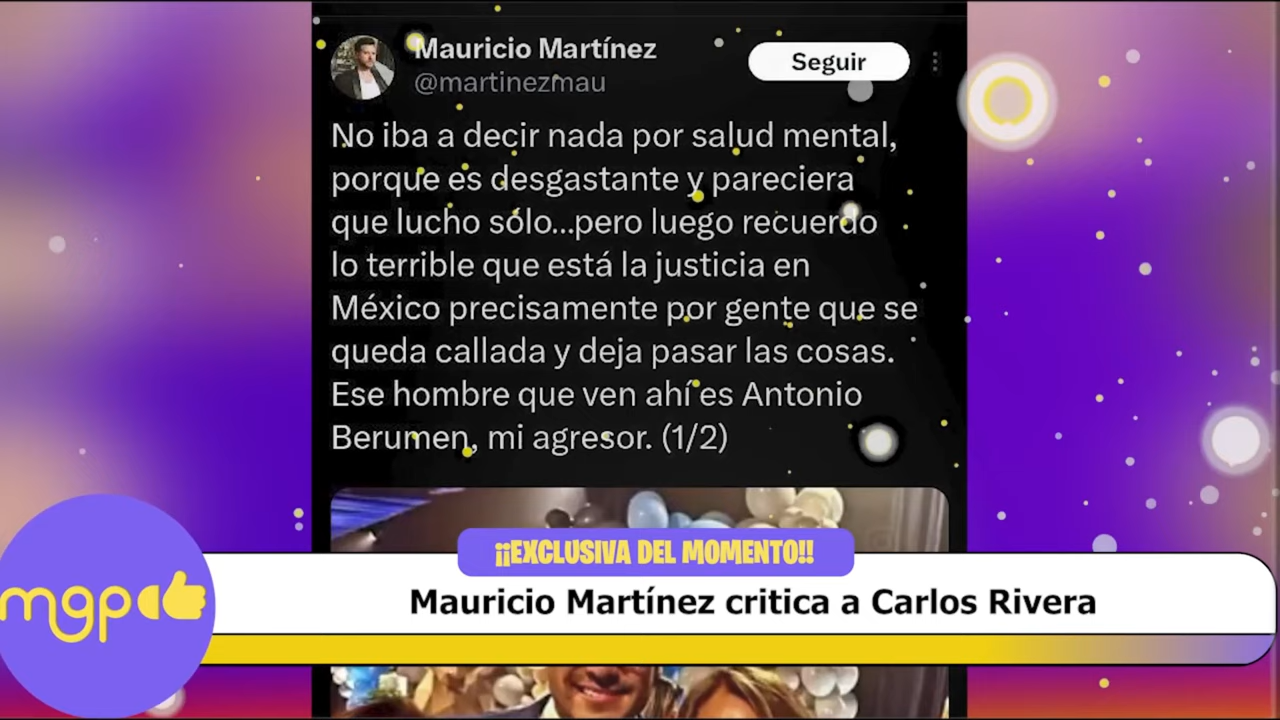 Mauricio Martínez
@martinezmau
Seguir
No iba a decir nada por salud mental,
porque es desgastante y pareciera
que lucho sólo...pero luego recuerdo
lo terrible que está la justicia en
México precisamente por gente que se
queda callada y deja pasar las cosas.
Ese hombre que ven ahí es Antonio
Berumen, mi agresor. (1/2)
¡¡EXCLUSIVA DEL MOMENTO!!
mgp
Mauricio Martínez critica a Carlos Rivera